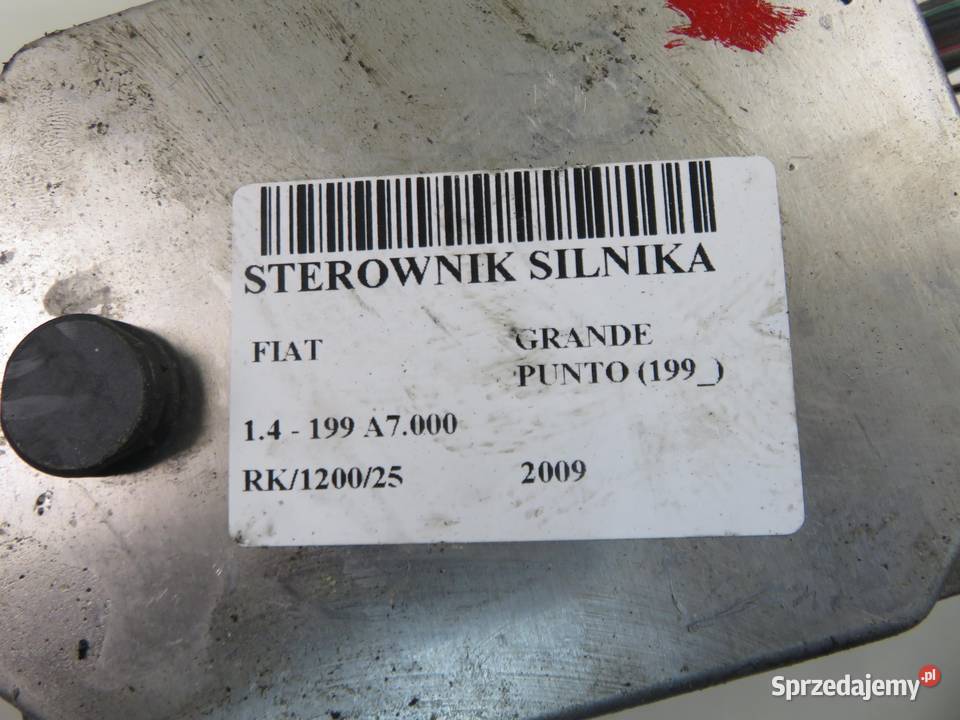 STEROWNIK SILNIKA
FIAT
GRANDE
PUNTO (199_)
1.4 - 199 A7.000
RK/1200/25
2009
Sprzedajemy.pl